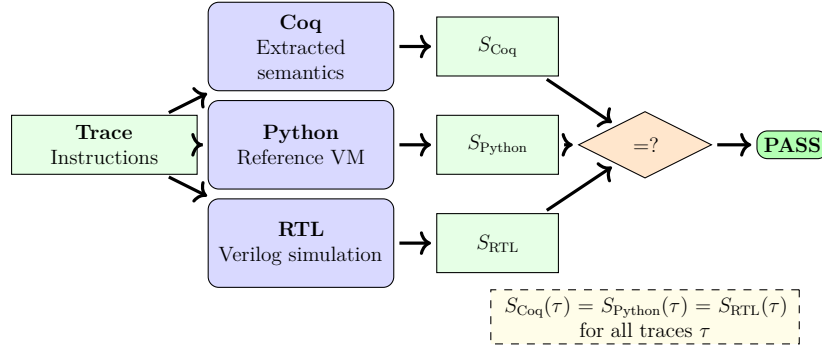 Trace
Instructions
Coq
Extracted
semantics
Python
Reference VM
RTL
Verilog simulation
S_Coq
S_Python
S_RTL
=?
PASS
S_Coq(τ) = S_Python(τ) = S_RTL(τ)
for all traces τ